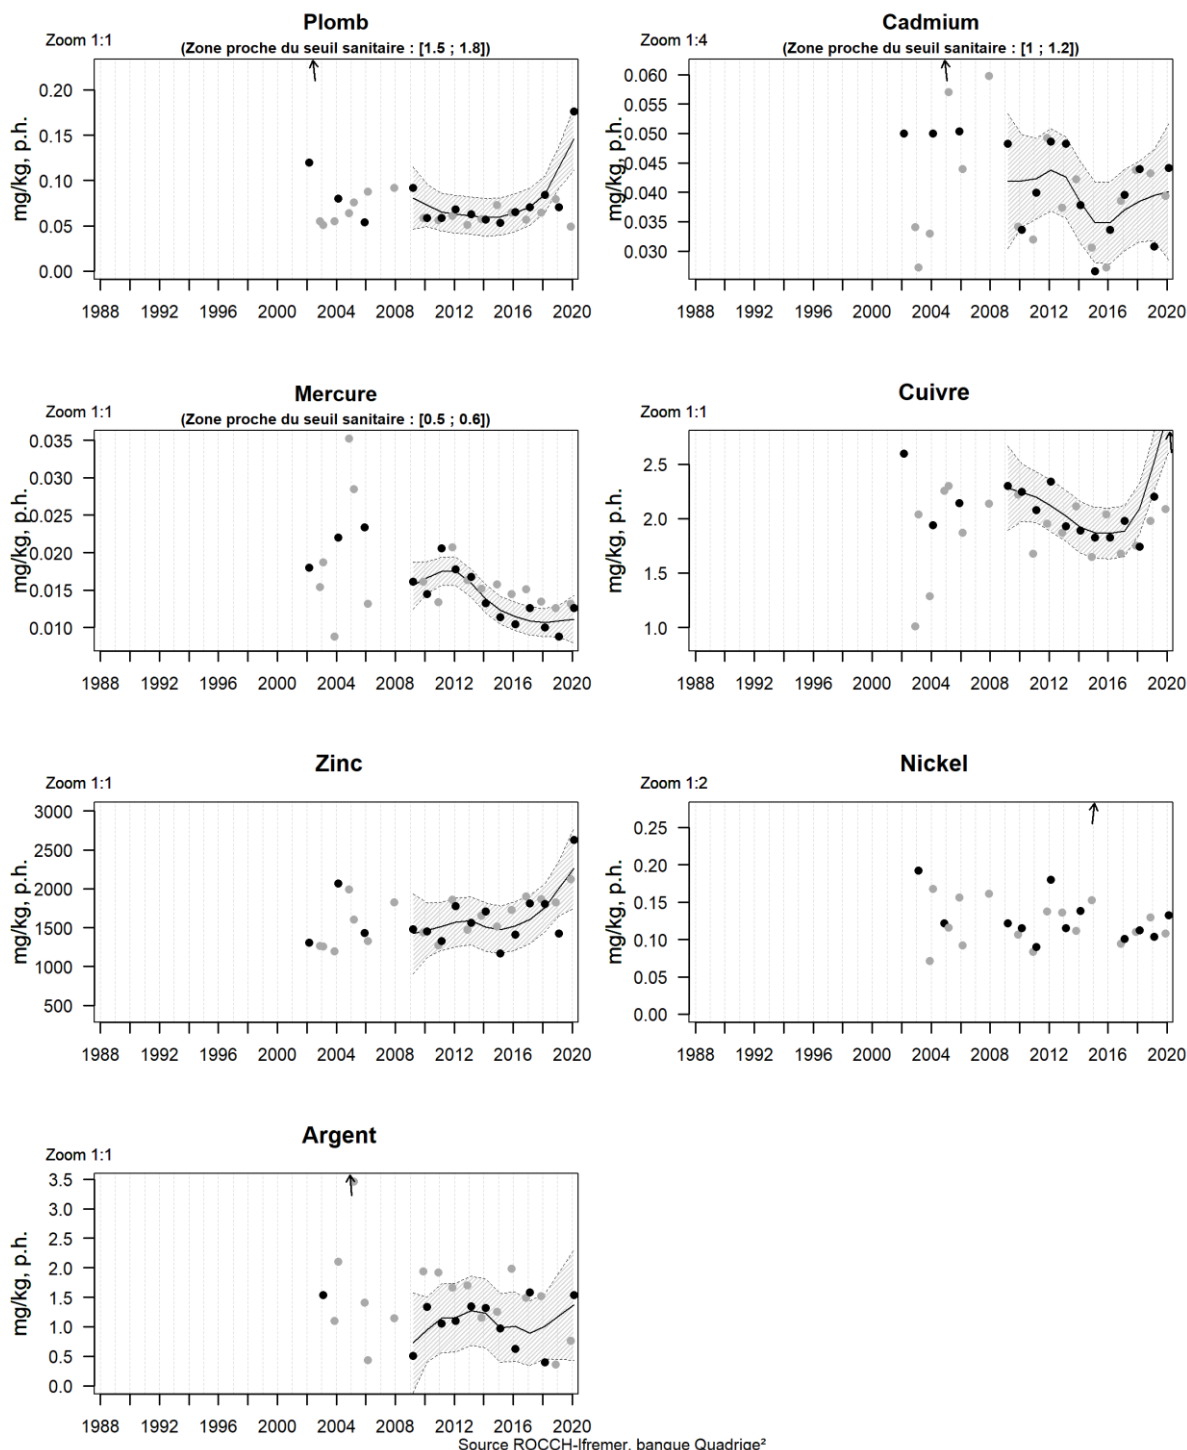 Plomb
Zoom 1:1
(Zone proche du seuil sanitaire : [1.5 ; 1.8])
mg/kg, p.h.
0.20
0.15
0.10
0.05
0.00
1988 1992 1996 2000 2004 2008 2012 2016 2020
Cadmium
Zoom 1:4
(Zone proche du seuil sanitaire : [1 ; 1.2])
mg/kg, p.h.
0.060
0.055
0.050
0.045
0.040
0.035
0.030
1988 1992 1996 2000 2004 2008 2012 2016 2020
Mercure
Zoom 1:1
(Zone proche du seuil sanitaire : [0.5 ; 0.6])
mg/kg, p.h.
0.035
0.030
0.025
0.020
0.015
0.010
1988 1992 1996 2000 2004 2008 2012 2016 2020
Cuivre
Zoom 1:1
mg/kg, p.h.
2.5
2.0
1.5
1.0
1988 1992 1996 2000 2004 2008 2012 2016 2020
Zinc
Zoom 1:1
mg/kg, p.h.
3000
2500
2000
1500
1000
500
1988 1992 1996 2000 2004 2008 2012 2016 2020
Nickel
Zoom 1:2
mg/kg, p.h.
0.25
0.20
0.15
0.10
0.05
0.00
1988 1992 1996 2000 2004 2008 2012 2016 2020
Argent
Zoom 1:1
mg/kg, p.h.
3.5
3.0
2.5
2.0
1.5
1.0
0.5
0.0
1988 1992 1996 2000 2004 2008 2012 2016 2020
Source ROCCH-Ifremer, banque Quadrige²